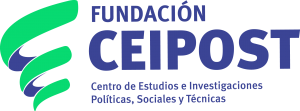 FUNDACIÓN
CEIPOST
Centro de Estudios e Investigaciones
Políticas, Sociales y Técnicas